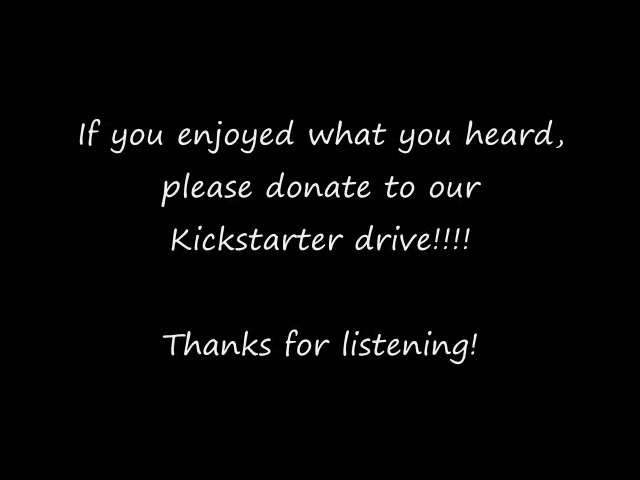 If you enjoyed what you heard,
please donate to our
Kickstarter drive!!!!
Thanks for listening!